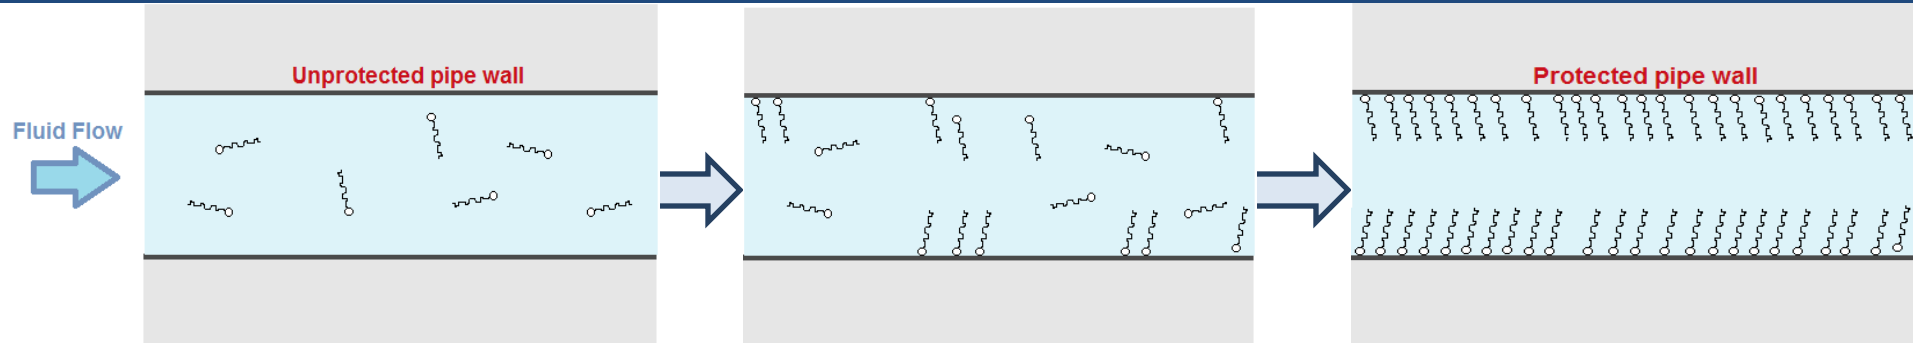 Unprotected pipe wall
Protected pipe wall
Fluid Flow